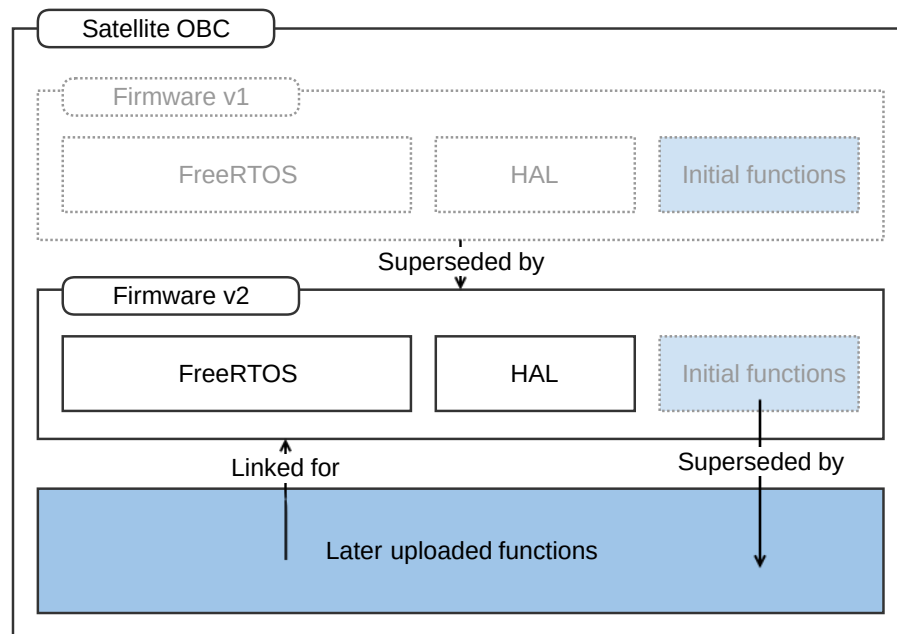 Satellite OBC
Firmware v1
FreeRTOS
HAL
Initial functions
Superseded by
Firmware v2
FreeRTOS
HAL
Initial functions
Linked for
Superseded by
Later uploaded functions